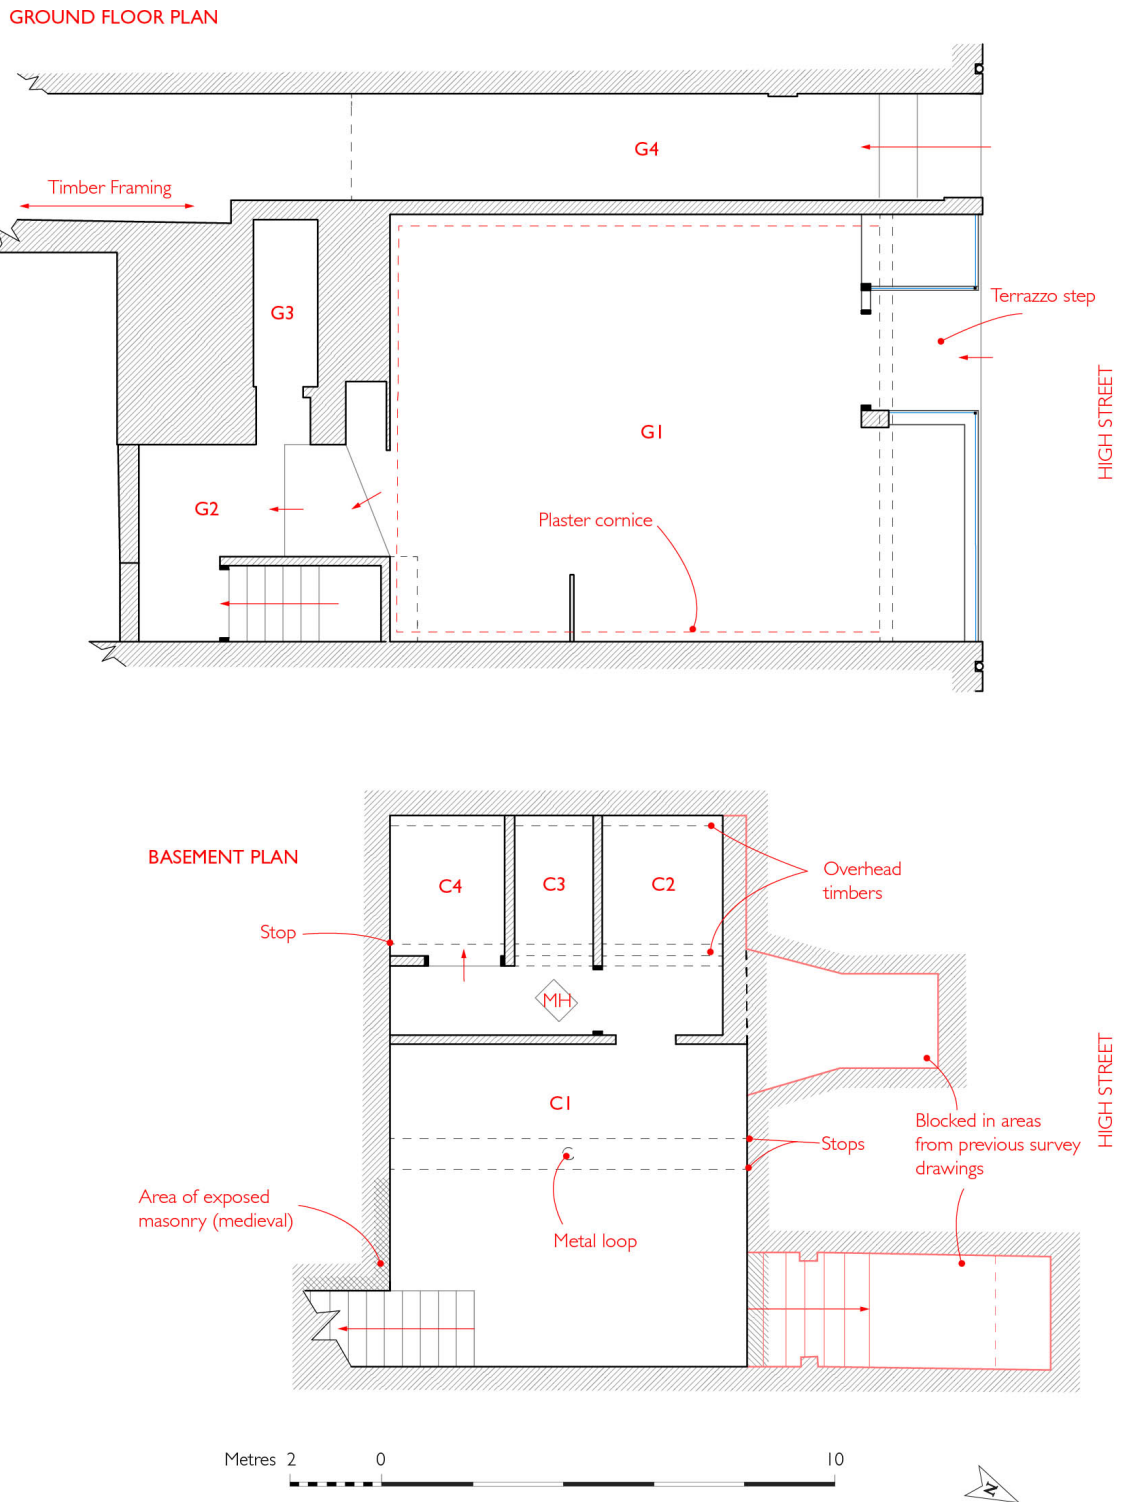 GROUND FLOOR PLAN
G4
Timber Framing
G3
Terrazzo step
HIGH STREET
G1
G2
Plaster cornice
BASEMENT PLAN
C4
C3
C2
Overhead
timbers
Stop
MH
HIGH STREET
C1
Blocked in areas
from previous survey
drawings
Stops
Area of exposed
masonry (medieval)
Metal loop
Metres 2 0 10
N